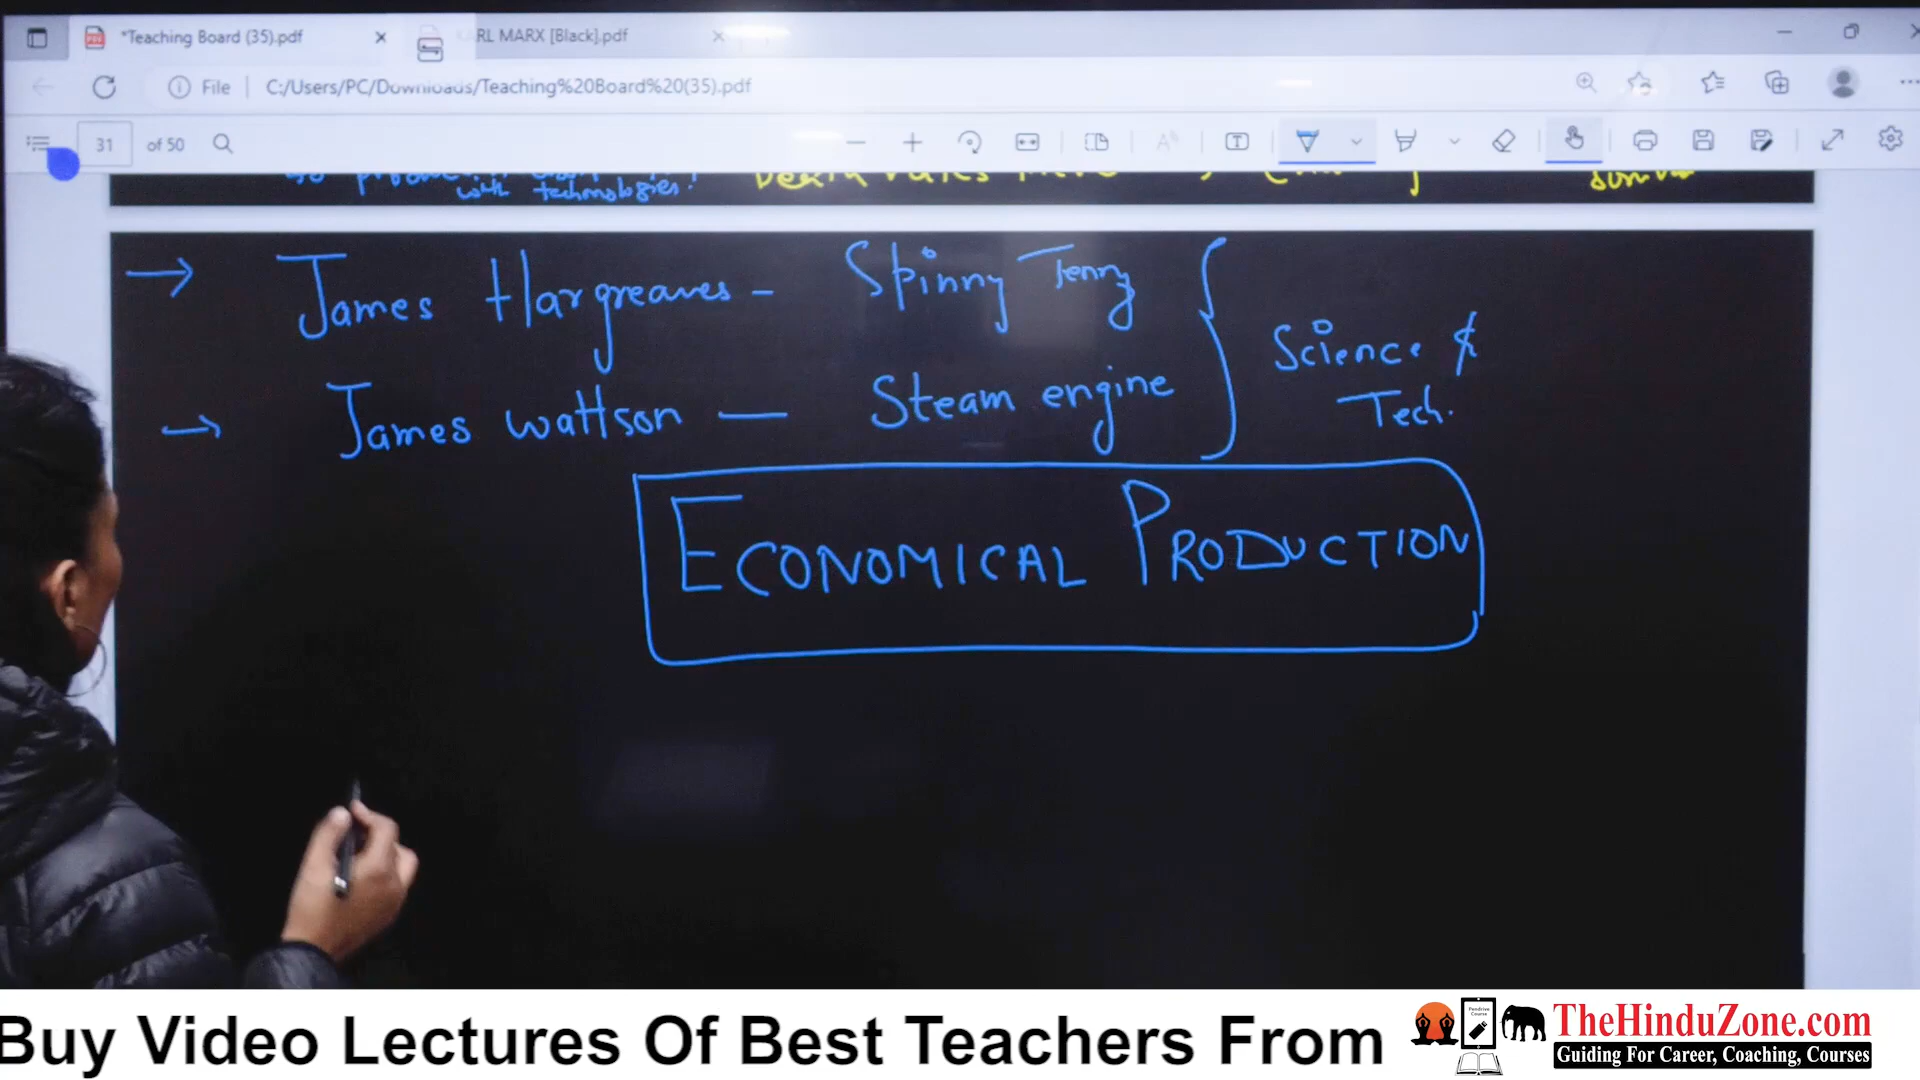 *Teaching Board (35).pdf
RL MARX [Black].pdf
File C:/Users/PC/Downloads/Teaching%20Board%20(35).pdf
31 of 50
with technologies!
→ James Hargreaves - Spinny Jenny
→ James wattson — Steam engine
Science &
Tech.
ECONOMICAL PRODUCTION
Buy Video Lectures Of Best Teachers From
Pendrive
Course
TheHinduZone.com
Guiding For Career, Coaching, Courses